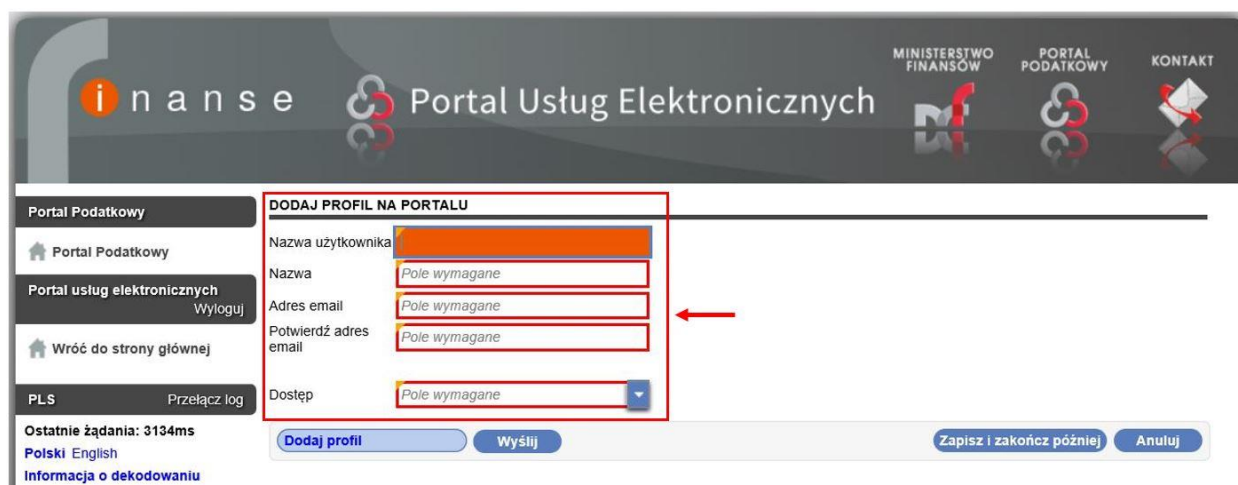 inanse
Portal Usług Elektronicznych
MINISTERSTWO
FINANSÓW
PORTAL
PODATKOWY
KONTAKT
Portal Podatkowy
Portal Podatkowy
Portal usług elektronicznych
Wyloguj
Wróć do strony głównej
PLS Przełącz log
Ostatnie żądania: 3134ms
Polski English
Informacja o dekodowaniu
DODAJ PROFIL NA PORTALU
Nazwa użytkownika
Nazwa Pole wymagane
Adres email Pole wymagane
Potwierdź adres
email Pole wymagane
Dostęp Pole wymagane
Dodaj profil Wyślij Zapisz i zakończ później Anuluj